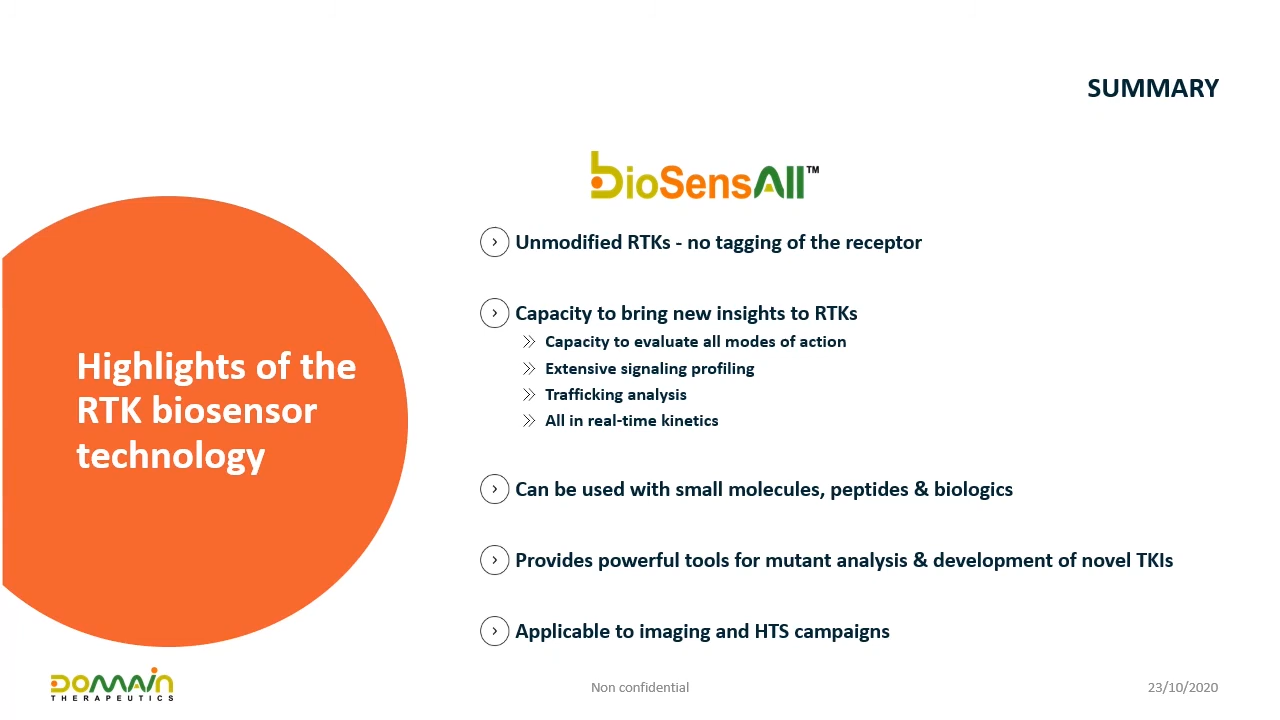 SUMMARY
bioSensAll™
Highlights of the
RTK biosensor
technology
Unmodified RTKs - no tagging of the receptor
Capacity to bring new insights to RTKs
Capacity to evaluate all modes of action
Extensive signaling profiling
Trafficking analysis
All in real-time kinetics
Can be used with small molecules, peptides & biologics
Provides powerful tools for mutant analysis & development of novel TKIs
Applicable to imaging and HTS campaigns
DOMAIN
THERAPEUTICS
Non confidential
23/10/2020